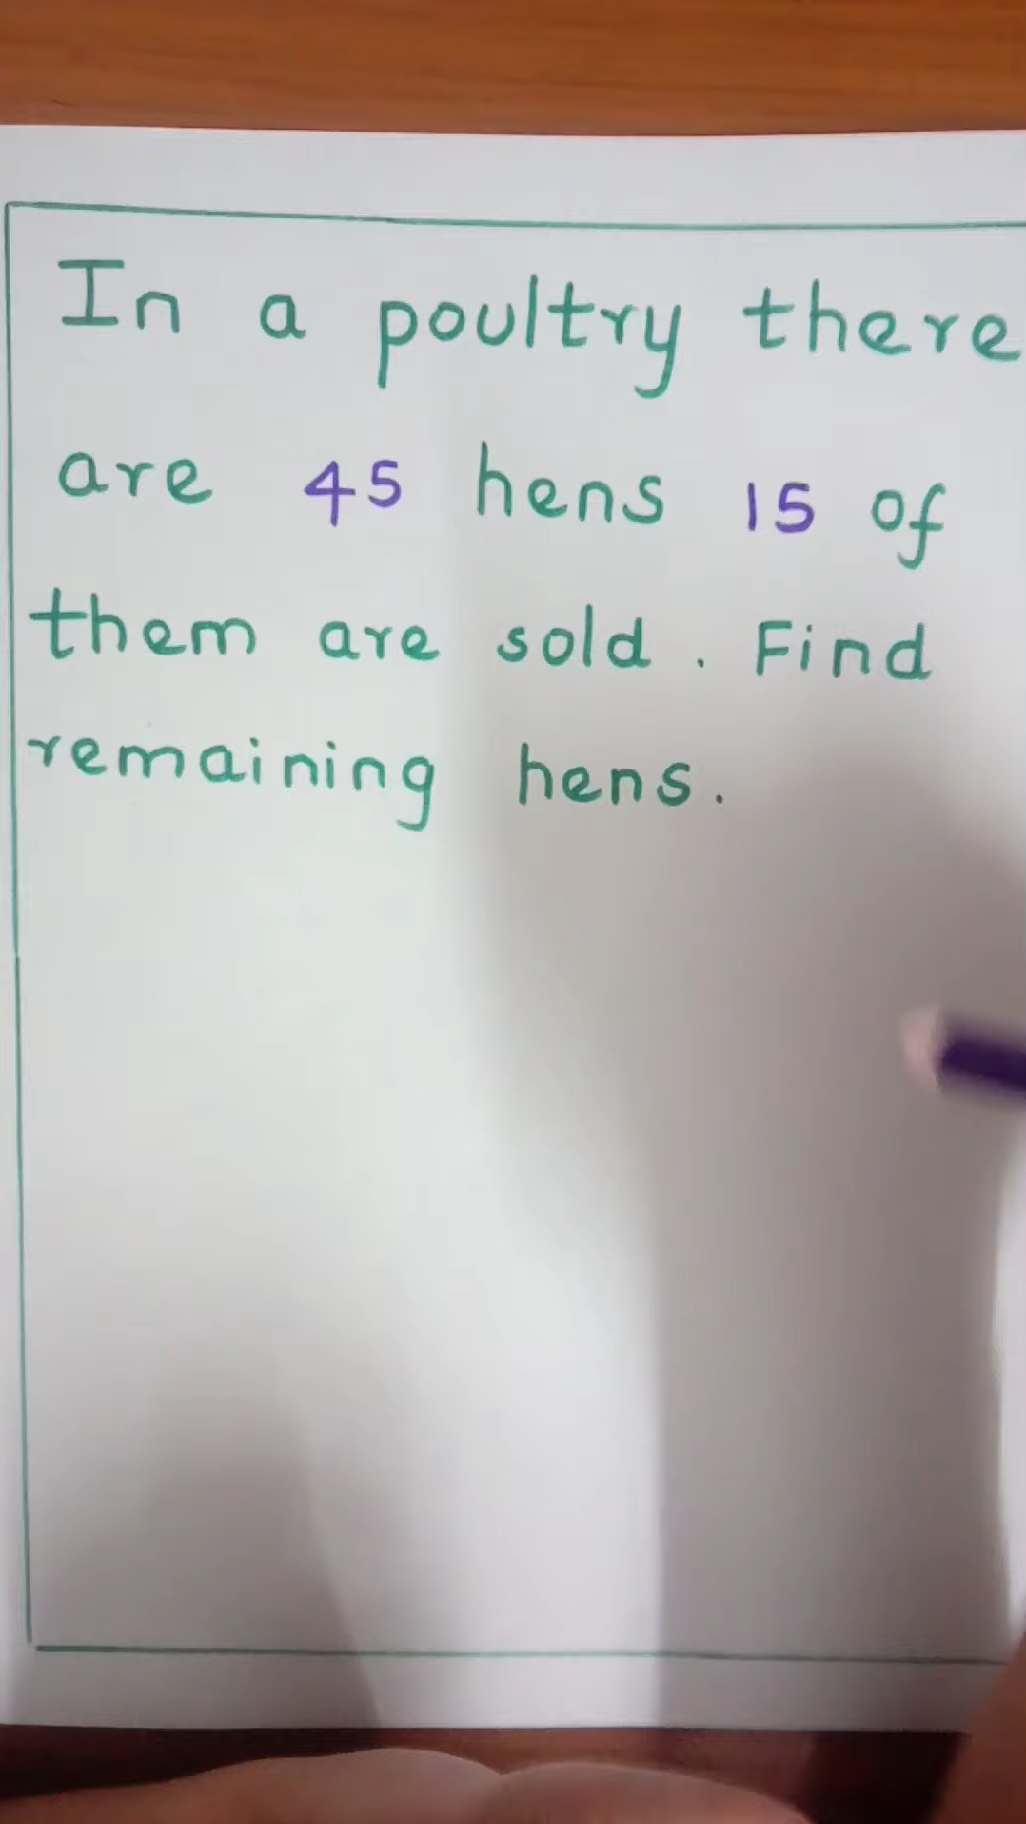 In a poultry there
are 45 hens 15 of
them are sold . Find
remaining hens.